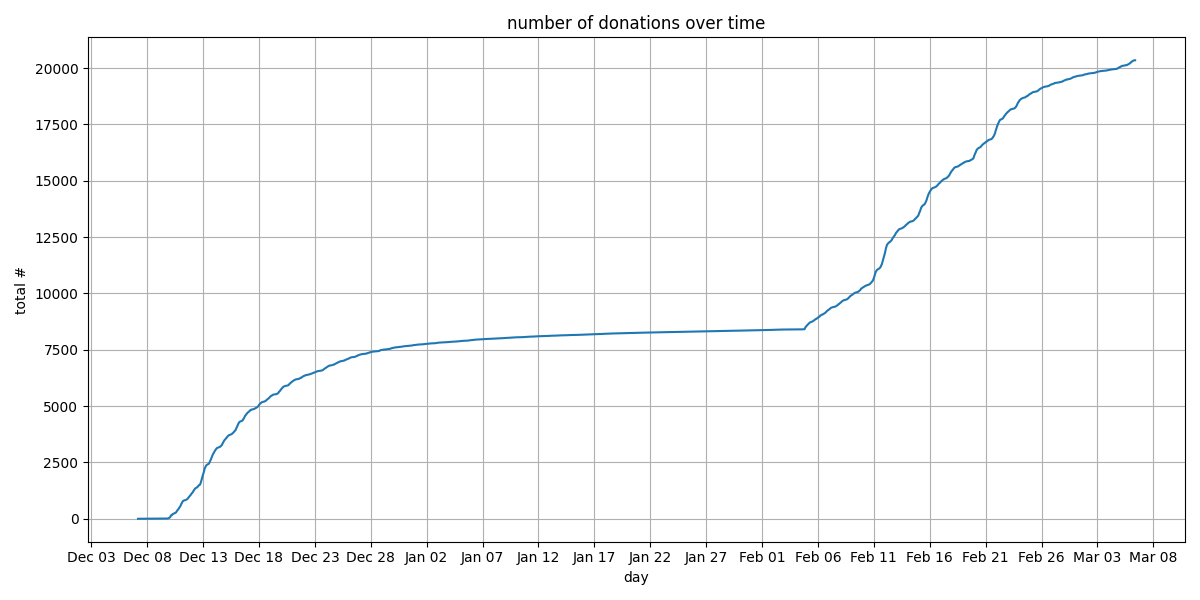 number of donations over time
total #
20000
17500
15000
12500
10000
7500
5000
2500
0
Dec 03 Dec 08 Dec 13 Dec 18 Dec 23 Dec 28 Jan 02 Jan 07 Jan 12 Jan 17 Jan 22 Jan 27 Feb 01 Feb 06 Feb 11 Feb 16 Feb 21 Feb 26 Mar 03 Mar 08
day